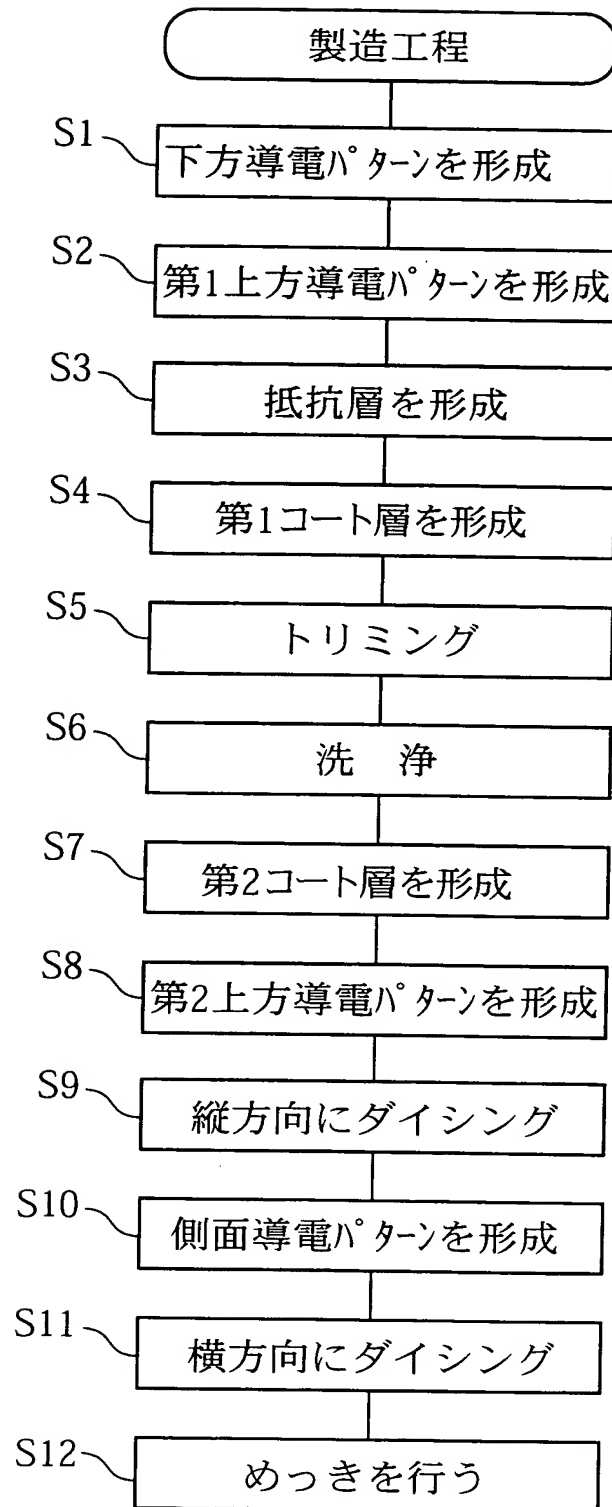 製造工程
S1
下方導電パターンを形成
S2
第1上方導電パターンを形成
S3
抵抗層を形成
S4
第1コート層を形成
S5
トリミング
S6
洗 浄
S7
第2コート層を形成
S8
第2上方導電パターンを形成
S9
縦方向にダイシング
S10
側面導電パターンを形成
S11
横方向にダイシング
S12
めっきを行う